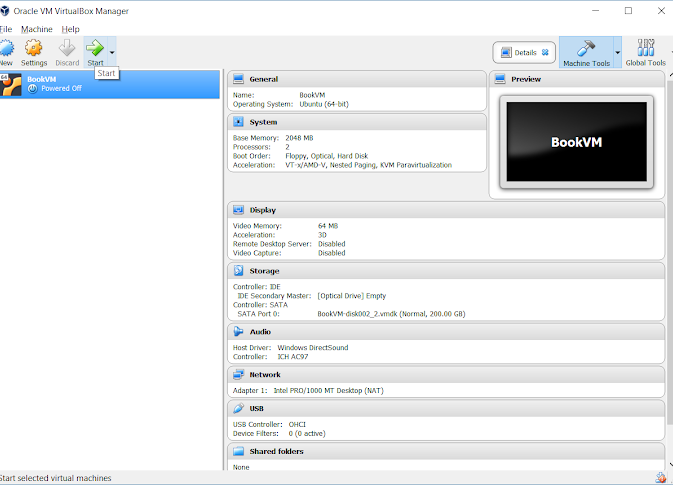 Oracle VM VirtualBox Manager
File Machine Help
New Settings Discard Start
Details
Machine Tools
Global Tools
Start
64
BookVM
Powered Off
General
Name: BookVM
Operating System: Ubuntu (64-bit)
System
Base Memory: 2048 MB
Processors: 2
Boot Order: Floppy, Optical, Hard Disk
Acceleration: VT-x/AMD-V, Nested Paging, KVM Paravirtualization
Preview
BookVM
Display
Video Memory: 64 MB
Acceleration: 3D
Remote Desktop Server: Disabled
Video Capture: Disabled
Storage
Controller: IDE
IDE Secondary Master: [Optical Drive] Empty
Controller: SATA
SATA Port 0: BookVM-disk002_2.vmdk (Normal, 200.00 GB)
Audio
Host Driver: Windows DirectSound
Controller: ICH AC97
Network
Adapter 1: Intel PRO/1000 MT Desktop (NAT)
USB
USB Controller: OHCI
Device Filters: 0 (0 active)
Shared folders
None
Start selected virtual machines